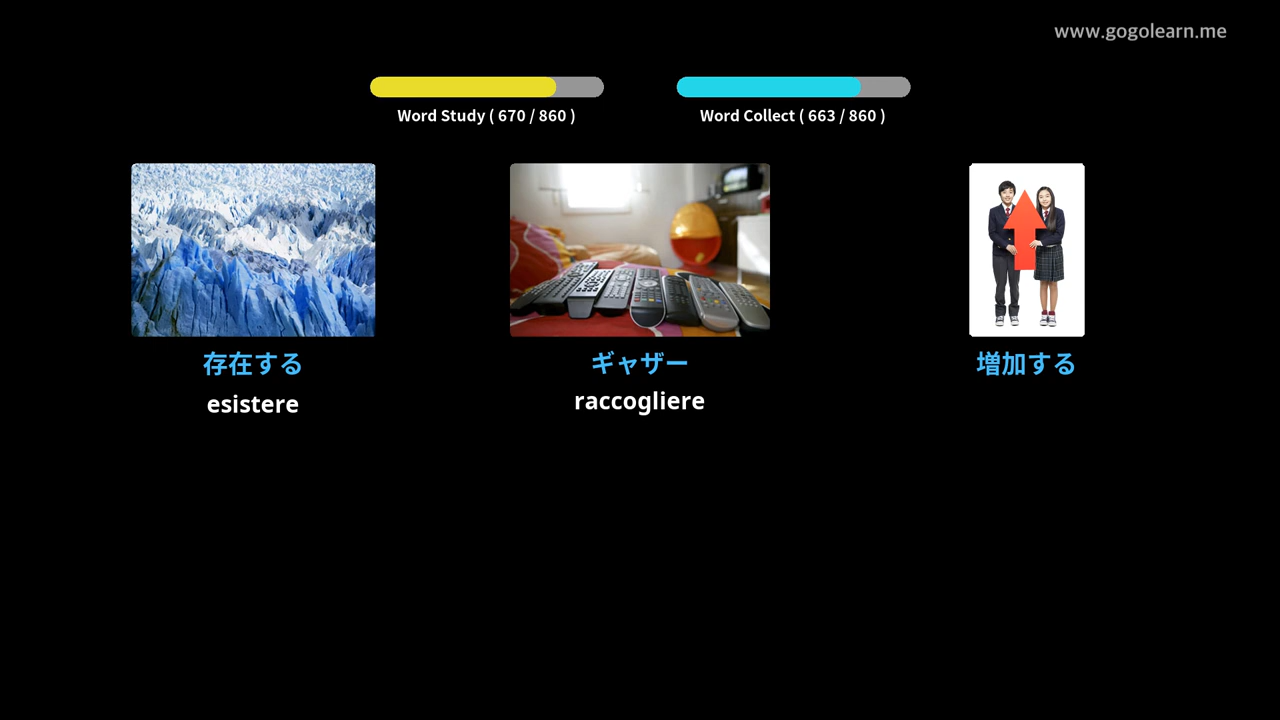 www.gogolearn.me
Word Study ( 670 / 860 )
Word Collect ( 663 / 860 )
存在する
ギャザー
増加する
esistere
raccogliere